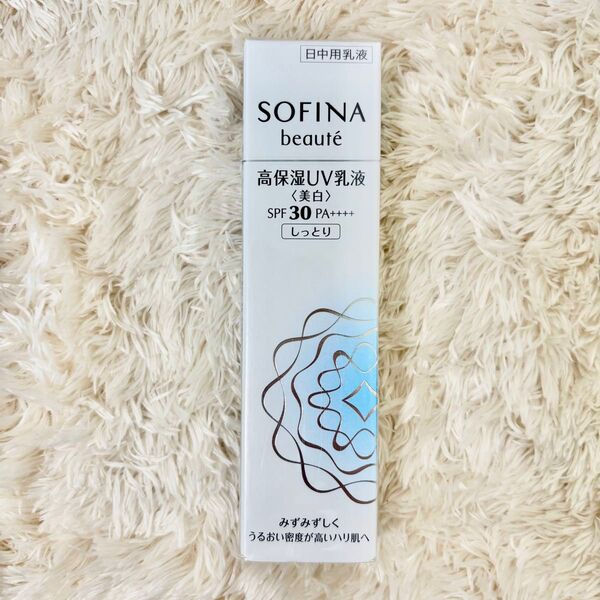 日中用乳液
SOFINA
beauté
高保湿UV乳液
〈美白〉
SPF 30 PA++++
しっとり
みずみずしく
うるおい密度が高いハリ肌へ